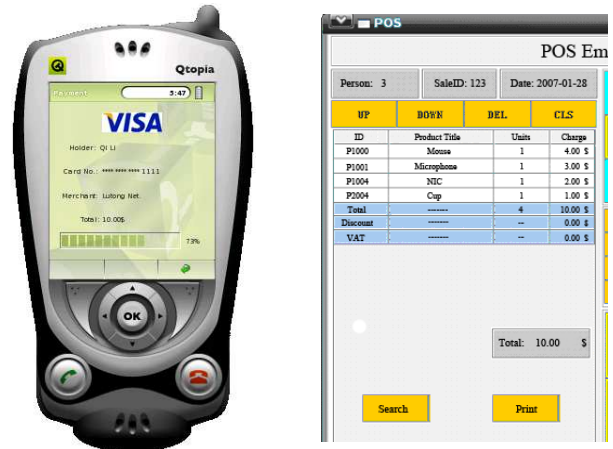 Qtopia
Payment 5:47
VISA
Holder: Qi Li
Card No.: **** **** **** 1111
Merchant: Lutong Net
Total: 10.00$
73%
OK
POS
POS Em
Person: 3 SaleID: 123 Date: 2007-01-28
UP DOWN DEL CLS
ID Product Title Units Charge
P1000 Mouse 1 4.00 $
P1001 Microphone 1 3.00 $
P1004 NIC 1 2.00 $
P2004 Cup 1 1.00 $
Total ------- 4 10.00 $
Discount ------- -- 0.00 $
VAT ------- -- 0.00 $
Total: 10.00 $
Search Print